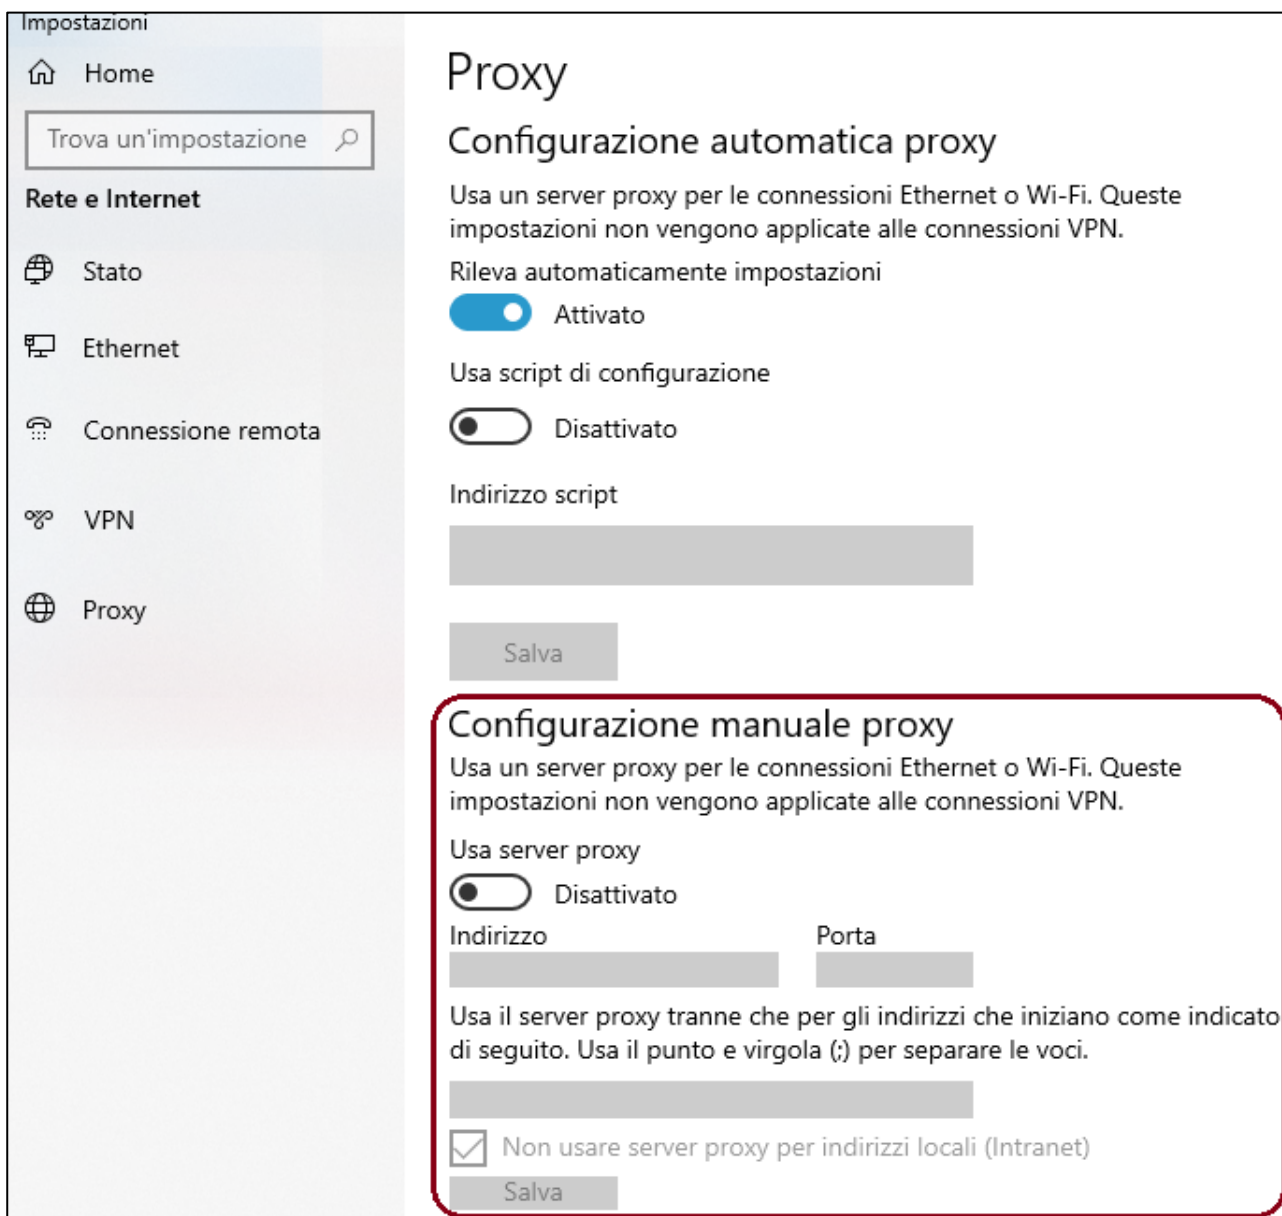 Impostazioni
Home
Trova un'impostazione
Rete e Internet
Stato
Ethernet
Connessione remota
VPN
Proxy
Proxy
Configurazione automatica proxy
Usa un server proxy per le connessioni Ethernet o Wi-Fi. Queste
impostazioni non vengono applicate alle connessioni VPN.
Rileva automaticamente impostazioni
Attivato
Usa script di configurazione
Disattivato
Indirizzo script
Salva
Configurazione manuale proxy
Usa un server proxy per le connessioni Ethernet o Wi-Fi. Queste
impostazioni non vengono applicate alle connessioni VPN.
Usa server proxy
Disattivato
Indirizzo Porta
Usa il server proxy tranne che per gli indirizzi che iniziano come indicato
di seguito. Usa il punto e virgola (;) per separare le voci.
Non usare server proxy per indirizzi locali (Intranet)
Salva